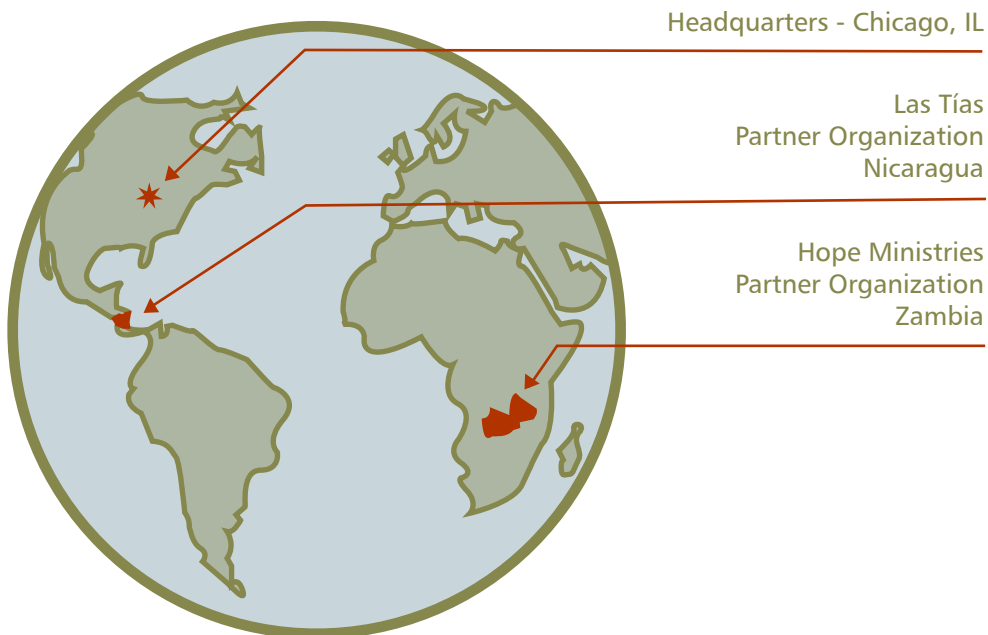 Headquarters - Chicago, IL
Las Tías
Partner Organization
Nicaragua
Hope Ministries
Partner Organization
Zambia